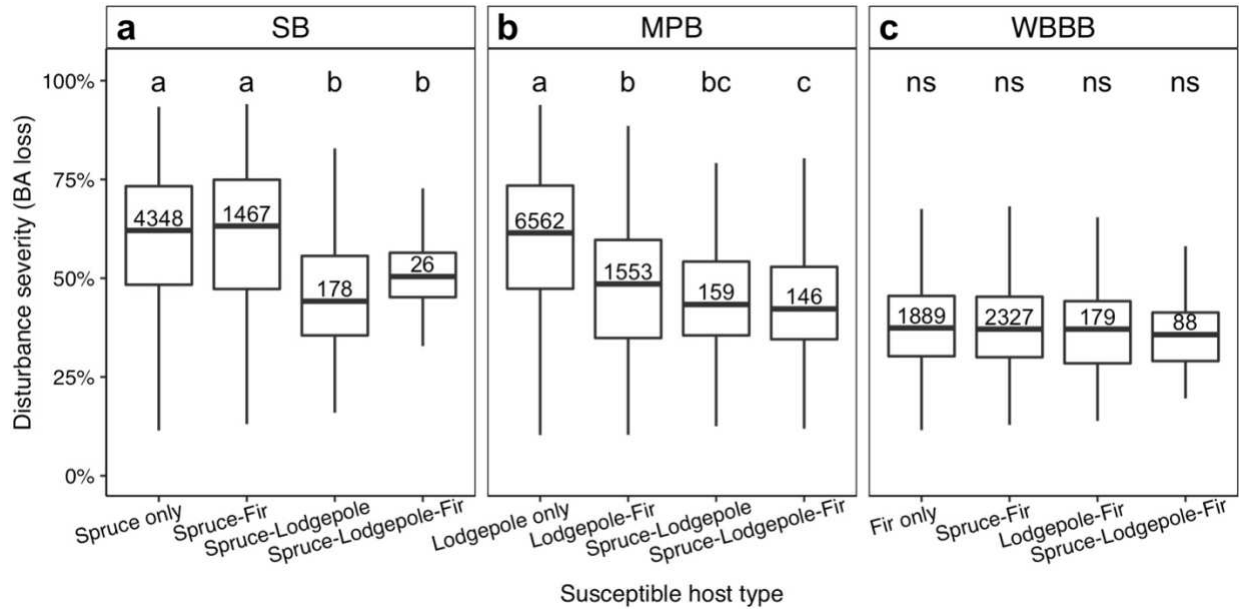 a SB
b MPB
c WBBB
Disturbance severity (BA loss)
100%
75%
50%
25%
0%
a a b b
a b bc c
ns ns ns ns
4348 1467 178 26
6562 1553 159 146
1889 2327 179 88
Spruce only
Spruce-Fir
Spruce-Lodgepole
Spruce-Lodgepole-Fir
Lodgepole only
Lodgepole-Fir
Spruce-Lodgepole
Spruce-Lodgepole-Fir
Fir only
Spruce-Fir
Lodgepole-Fir
Spruce-Lodgepole-Fir
Susceptible host type